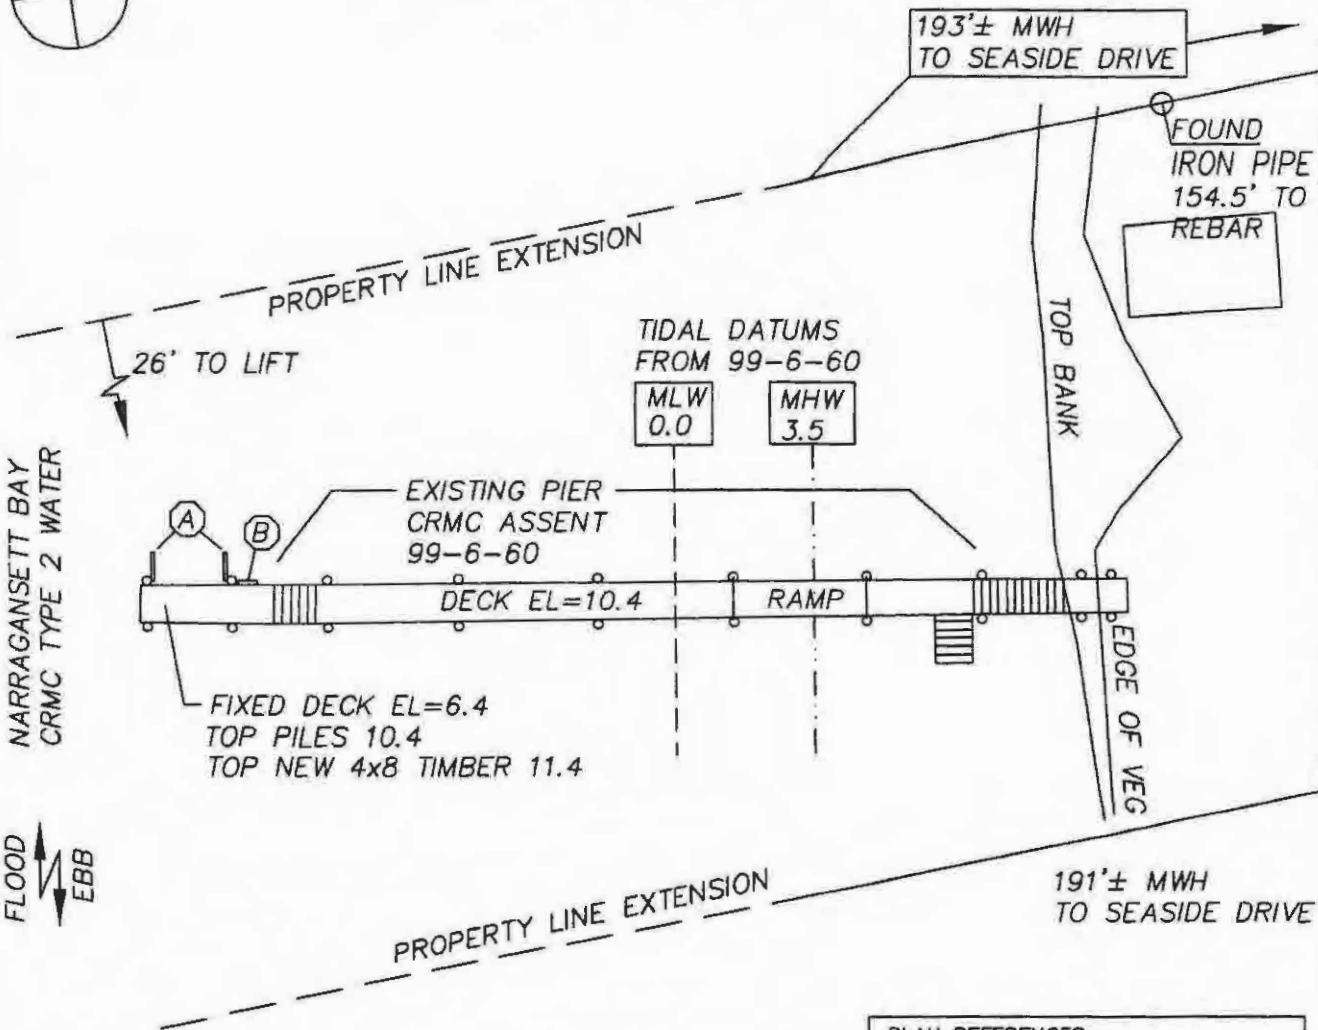 193'± MWH
TO SEASIDE DRIVE
FOUND
IRON PIPE
154.5' TO
REBAR
PROPERTY LINE EXTENSION
26' TO LIFT
TIDAL DATUMS
FROM 99-6-60
MLW
0.0
MHW
3.5
TOP BANK
NARRAGANSETT BAY
CRMC TYPE 2 WATER
A
B
EXISTING PIER
CRMC ASSENT
99-6-60
DECK EL=10.4
RAMP
FIXED DECK EL=6.4
TOP PILES 10.4
TOP NEW 4x8 TIMBER 11.4
EDGE OF VEG
FLOOD
EBB
PROPERTY LINE EXTENSION
191'± MWH
TO SEASIDE DRIVE
PLAN REFERENCES